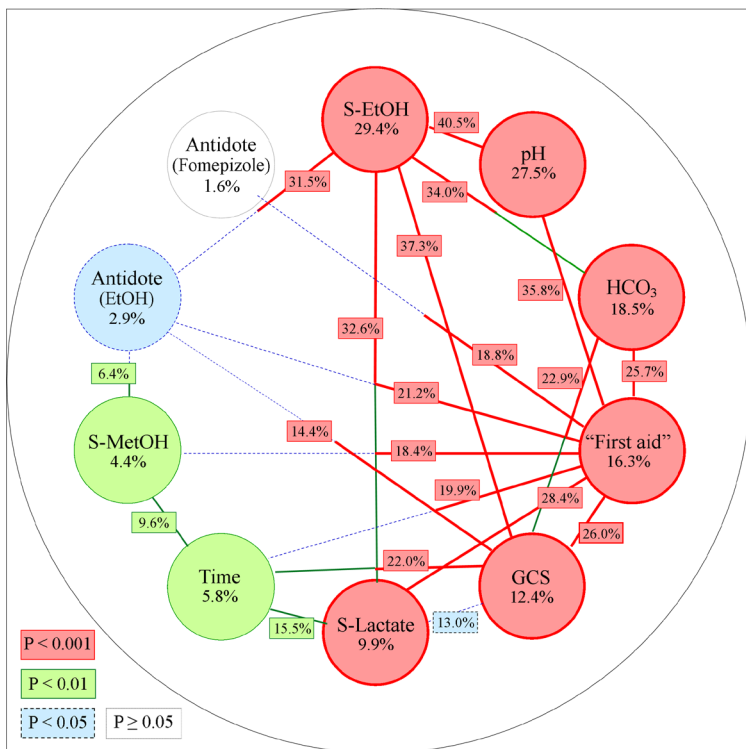 S-EtOH
29.4%
40.5%
pH
27.5%
Antidote
(Fomepizole)
1.6%
31.5%
34.0%
37.3%
Antidote
(EtOH)
2.9%
HCO₃
18.5%
35.8%
32.6%
18.8%
22.9%
25.7%
6.4%
21.2%
14.4%
S-MetOH
4.4%
18.4%
“First aid”
16.3%
19.9%
28.4%
9.6%
26.0%
Time
5.8%
22.0%
GCS
12.4%
S-Lactate
9.9%
15.5%
13.0%
P < 0.001
P < 0.01
P < 0.05
P ≥ 0.05